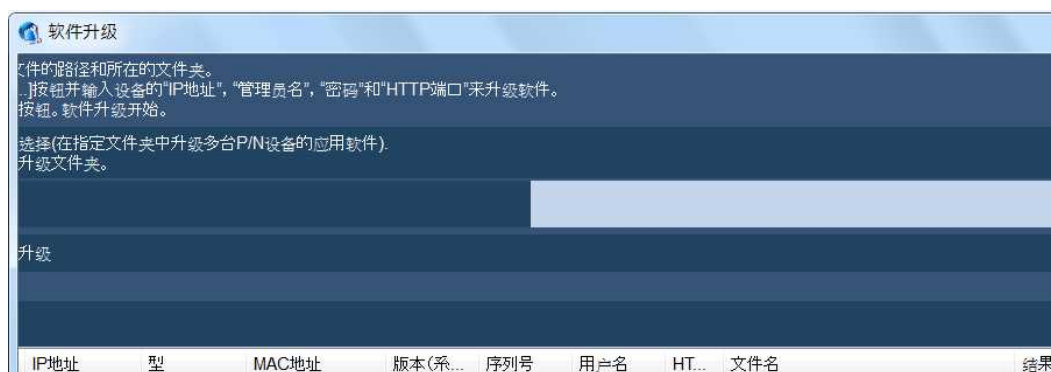 软件升级
文件的路径和所在的文件夹。
...]按钮并输入设备的“IP地址”, “管理员名”, “密码”和“HTTP端口”来升级软件。
按钮。软件升级开始。
选择(在指定文件夹中升级多台P/N设备的应用软件).
升级文件夹。
升级
IP地址 型 MAC地址 版本(系... 序列号 用户名 HT... 文件名 结果